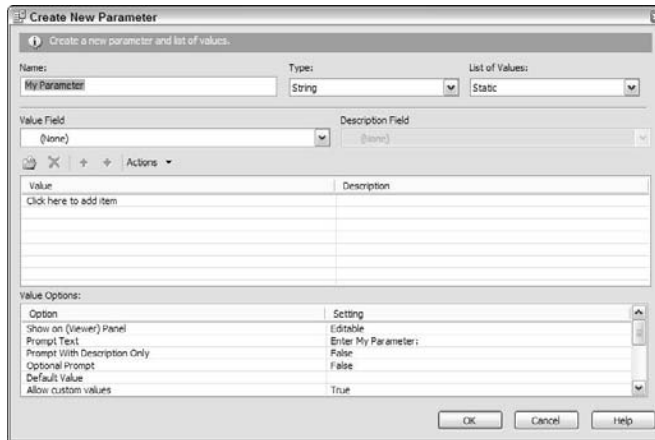 Create New Parameter
Create a new parameter and list of values.
Name:
Type:
List of Values:
My Parameter
String
Static
Value Field
Description Field
(None)
(None)
Actions
Value
Description
Click here to add item
Value Options:
Option
Setting
Show on (Viewer) Panel
Editable
Prompt Text
Enter My Parameter:
Prompt With Description Only
False
Optional Prompt
False
Default Value
Allow custom values
True
OK
Cancel
Help